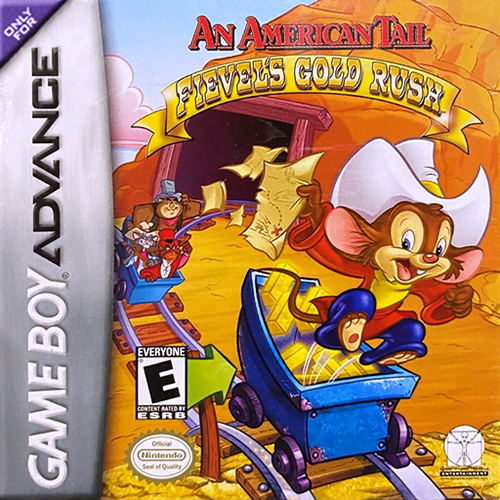 ONLY
FOR
GAME BOY ADVANCE
AN AMERICAN TAIL
FIEVEL'S GOLD RUSH
EVERYONE
E
CONTENT RATED BY
ESRB
Official
Nintendo
Seal of Quality
ENTERTAINMENT